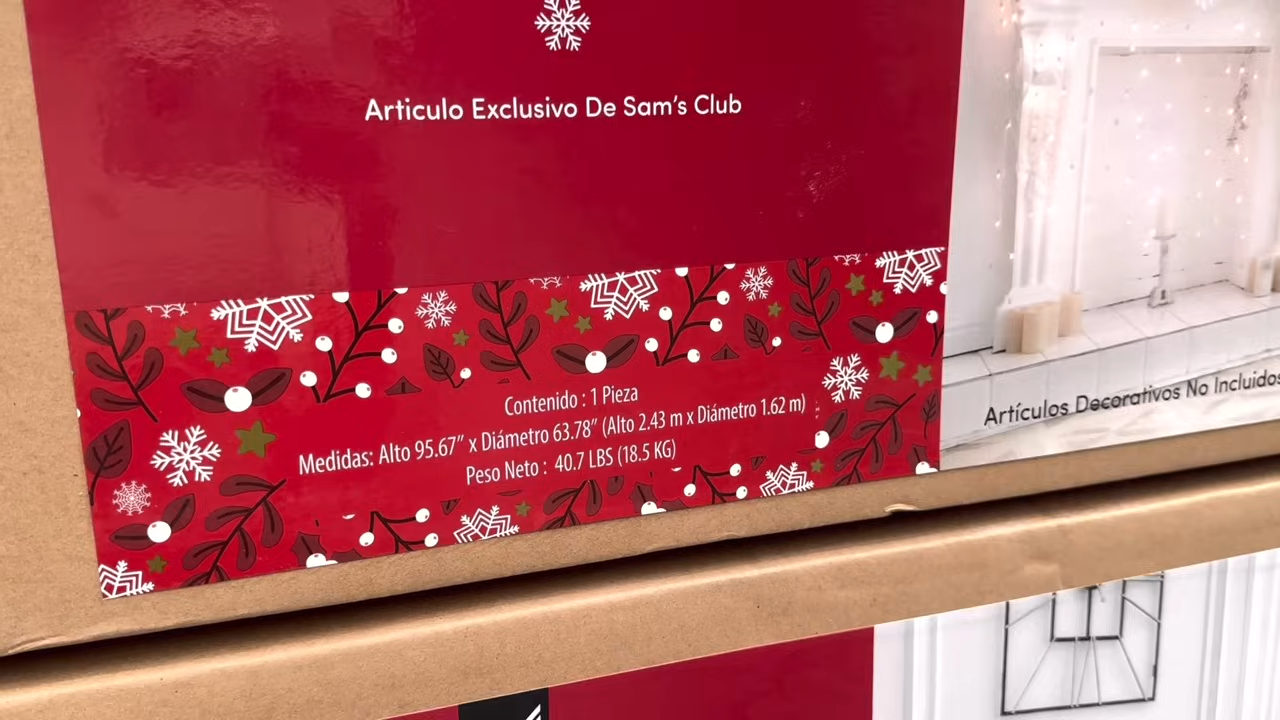 Articulo Exclusivo De Sam's Club
Contenido : 1 Pieza
Medidas: Alto 95.67” x Diámetro 63.78” (Alto 2.43 m x Diámetro 1.62 m)
Peso Neto : 40.7 LBS (18.5 KG)
Artículos Decorativos No Incluidos